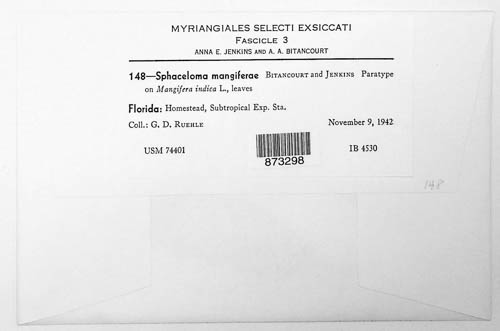 MYRIANGIALES SELECTI EXSICCATI
FASCICLE 3
ANNA E. JENKINS AND A. A. BITANCOURT
148—Sphaceloma mangiferae BITANCOURT and JENKINS Paratype
on Mangifera indica L., leaves
Florida: Homestead, Subtropical Exp. Sta.
Coll.: G. D. RUEHLE November 9, 1942
USM 74401 IB 4530
873298
148